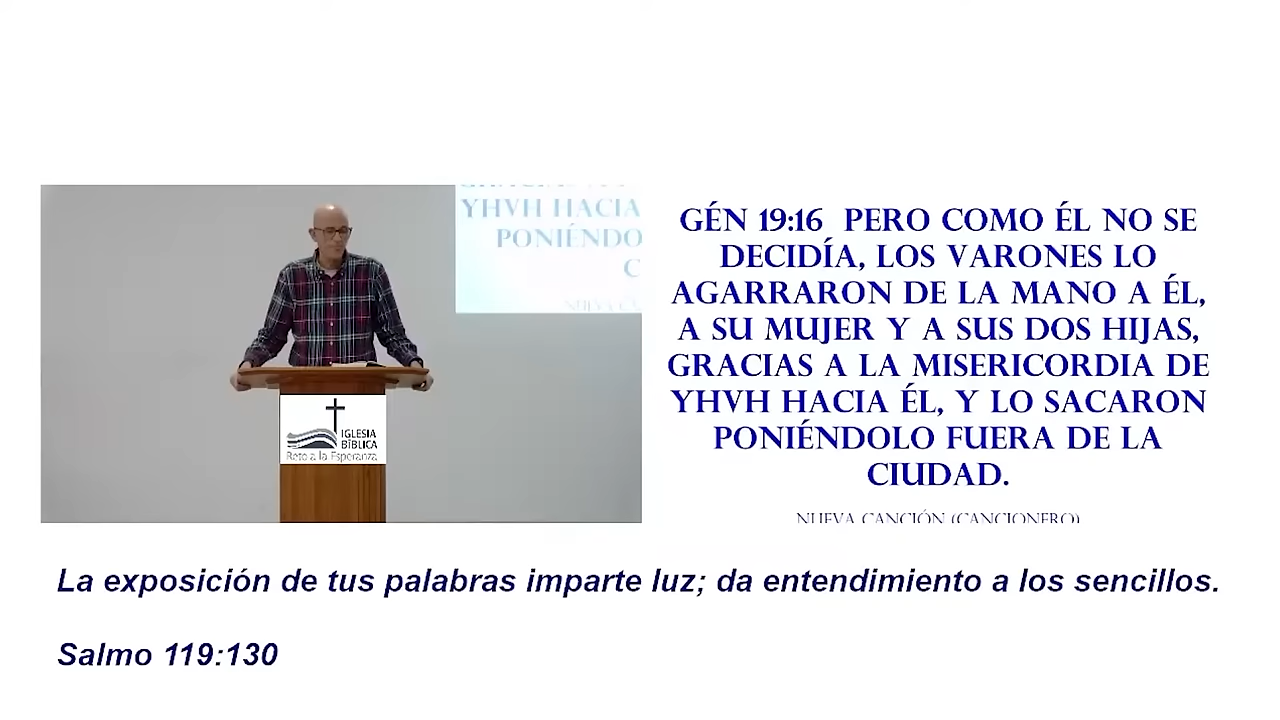 GRACIAS
YHVH HACIA
PONIÉNDO
C
NUEVA CA
IGLESIA
BÍBLICA
Reto a la Esperanza
GÉN 19:16 PERO COMO ÉL NO SE
DECIDÍA, LOS VARONES LO
AGARRARON DE LA MANO A ÉL,
A SU MUJER Y A SUS DOS HIJAS,
GRACIAS A LA MISERICORDIA DE
YHVH HACIA ÉL, Y LO SACARON
PONIÉNDOLO FUERA DE LA
CIUDAD.
NUEVA CANCIÓN (CANCIONERO)
La exposición de tus palabras imparte luz; da entendimiento a los sencillos.
Salmo 119:130